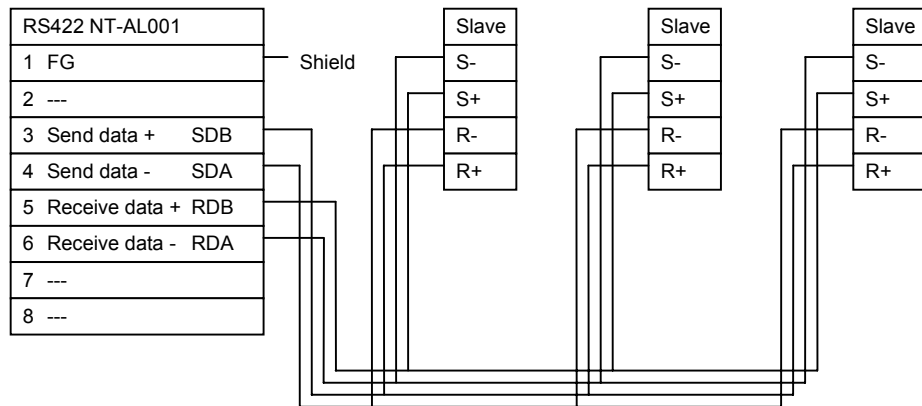 RS422 NT-AL001
1 FG
Shield
2 ---
3 Send data + SDB
4 Send data - SDA
5 Receive data + RDB
6 Receive data - RDA
7 ---
8 ---
Slave
S-
S+
R-
R+
Slave
S-
S+
R-
R+
Slave
S-
S+
R-
R+